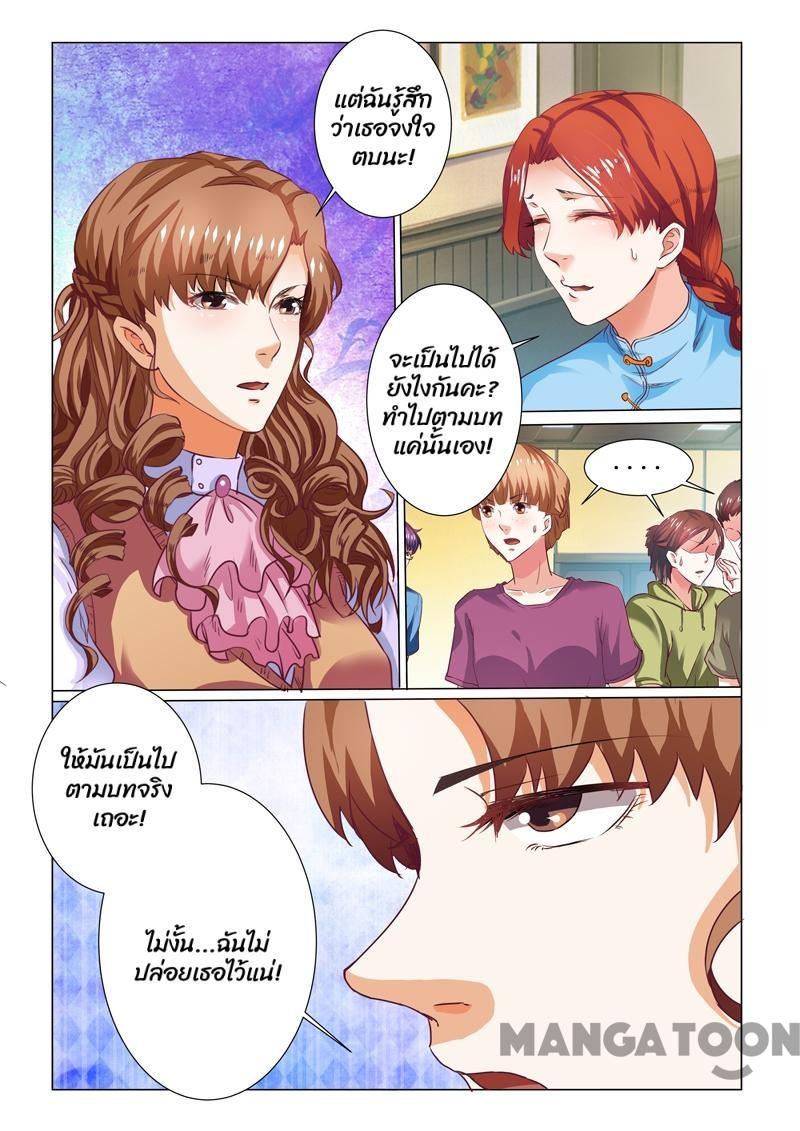 แต่ฉันรู้สึก
ว่าเธอจงใจ
ตบนะ!
จะเป็นไปได้
ยังไงกันคะ?
ทำไปตามบท
แค่นั้นเอง!
....
ให้มันเป็นไป
ตามบทจริง
เถอะ!
ไม่งั้น...ฉันไม่
ปล่อยเธอไว้แน่!
MANGATOON